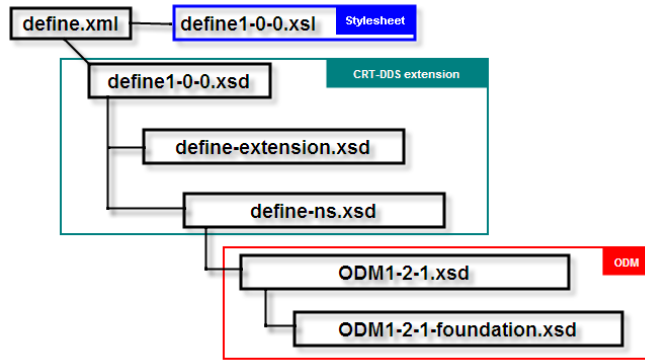 define.xml
define1-0-0.xsl
Stylesheet
define1-0-0.xsd
CRT-DDS extension
define-extension.xsd
define-ns.xsd
ODM
ODM1-2-1.xsd
ODM1-2-1-foundation.xsd